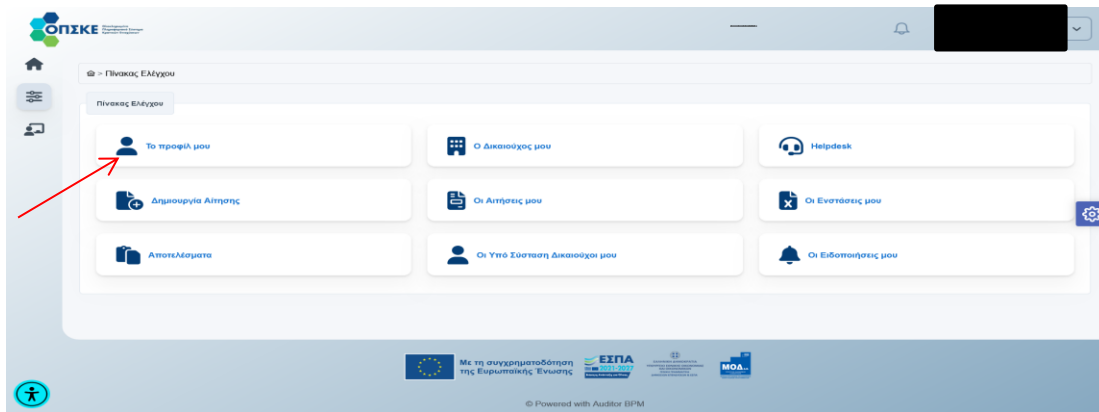 ΟΠΣΚΕ
> Πίνακας Ελέγχου
Πίνακας Ελέγχου
Το προφίλ μου
Ο Δικαιούχος μου
Helpdesk
Δημιουργία Αίτησης
Οι Αιτήσεις μου
Οι Ενστάσεις μου
Αποτελέσματα
Οι Υπό Σύσταση Δικαιούχοι μου
Οι Ειδοποιήσεις μου
Με τη συγχρηματοδότηση
της Ευρωπαϊκής Ένωσης
ΕΣΠΑ
2021-2027
ΜΟΔ
© Powered with Auditor BPM